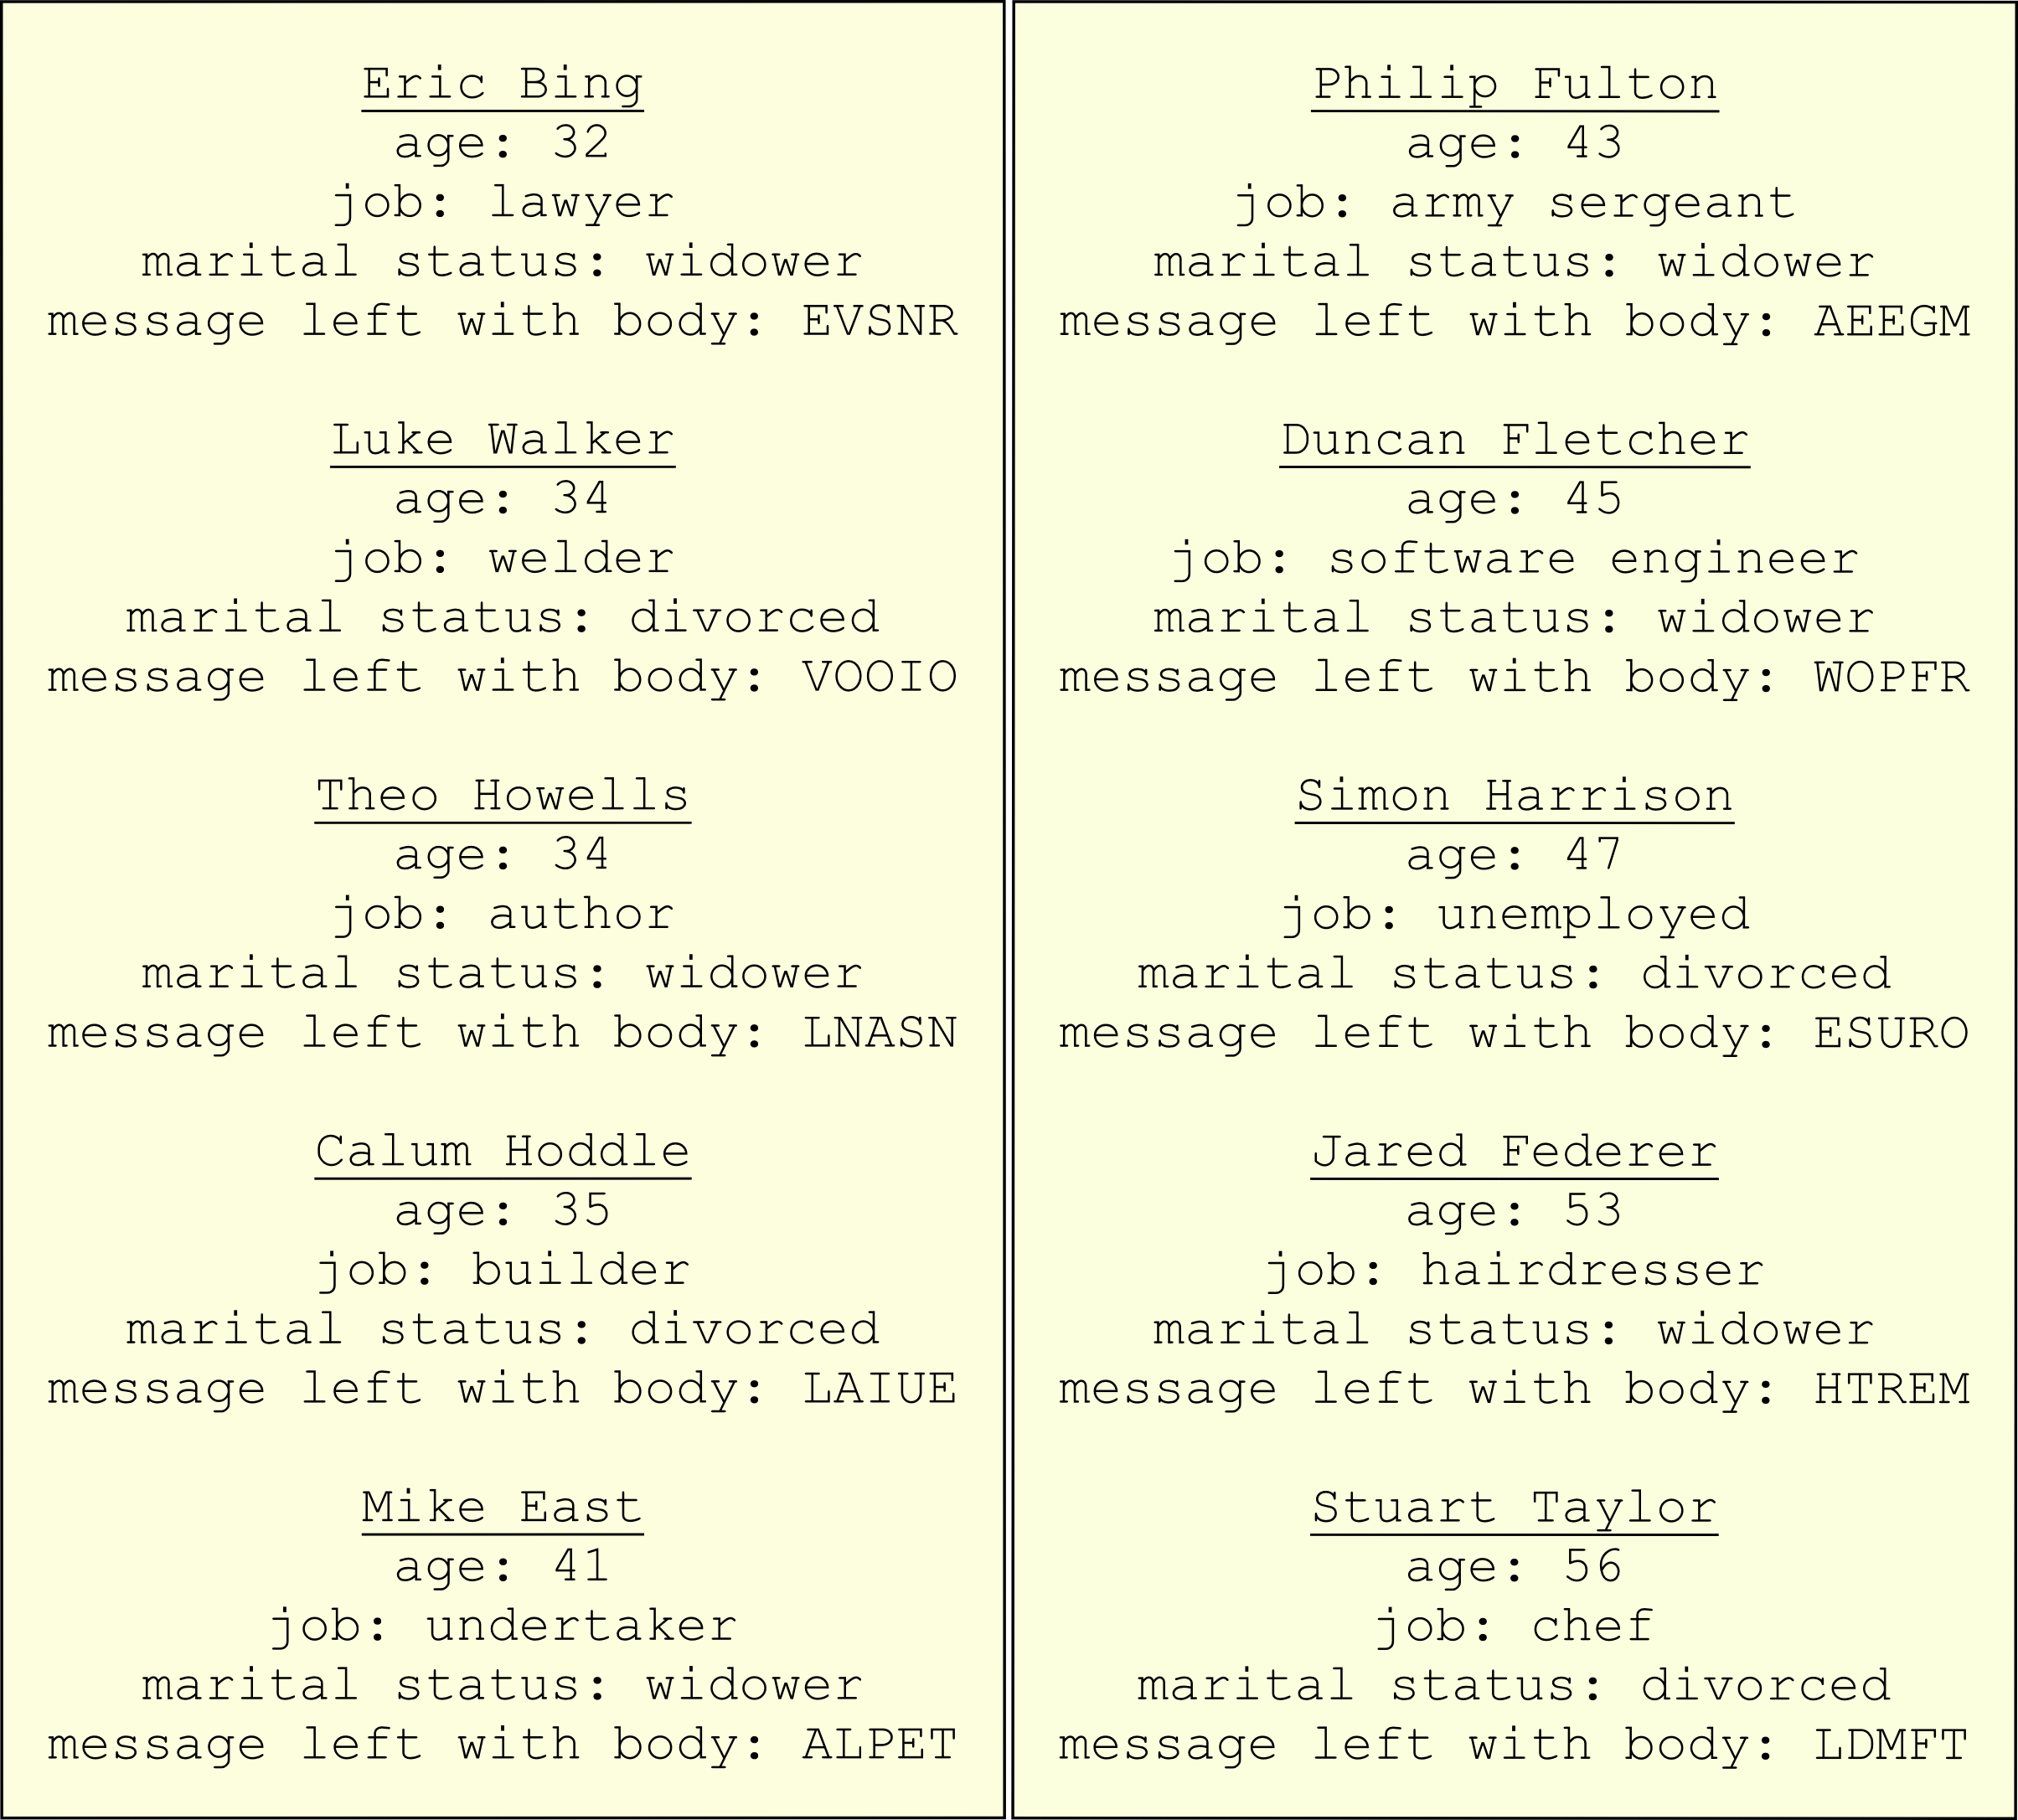 Eric Bing
age: 32
job: lawyer
marital status: widower
message left with body: EVSNR
Luke Walker
age: 34
job: welder
marital status: divorced
message left with body: VOOIO
Theo Howells
age: 34
job: author
marital status: widower
message left with body: LNASN
Calum Hoddle
age: 35
job: builder
marital status: divorced
message left with body: LAIUE
Mike East
age: 41
job: undertaker
marital status: widower
message left with body: ALPET
Philip Fulton
age: 43
job: army sergeant
marital status: widower
message left with body: AEEGM
Duncan Fletcher
age: 45
job: software engineer
marital status: widower
message left with body: WOPFR
Simon Harrison
age: 47
job: unemployed
marital status: divorced
message left with body: ESURO
Jared Federer
age: 53
job: hairdresser
marital status: widower
message left with body: HTREM
Stuart Taylor
age: 56
job: chef
marital status: divorced
message left with body: LDMFT